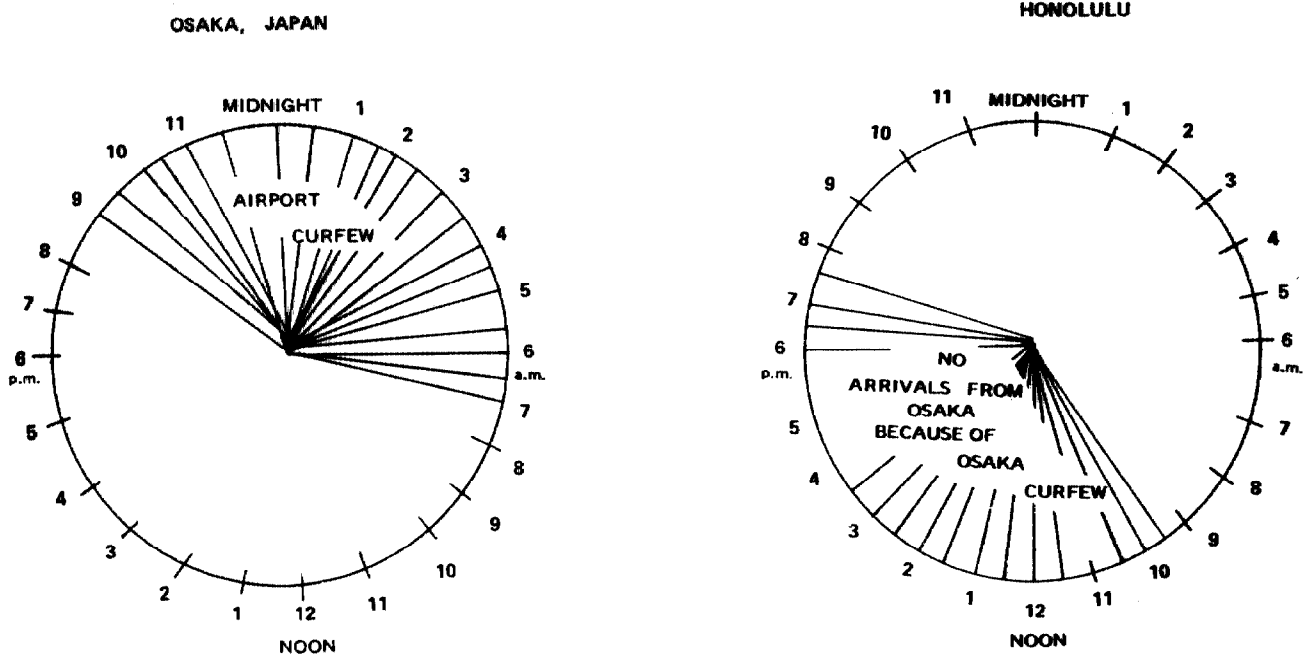 OSAKA, JAPAN
MIDNIGHT
1
2
3
4
5
6
a.m.
7
8
9
10
11
12
NOON
1
2
3
4
5
6
p.m.
7
8
9
10
11
AIRPORT
CURFEW
HONOLULU
MIDNIGHT
1
2
3
4
5
6
a.m.
7
8
9
10
11
12
NOON
1
2
3
4
5
6
p.m.
7
8
9
10
11
NO
ARRIVALS FROM
OSAKA
BECAUSE OF
OSAKA
CURFEW